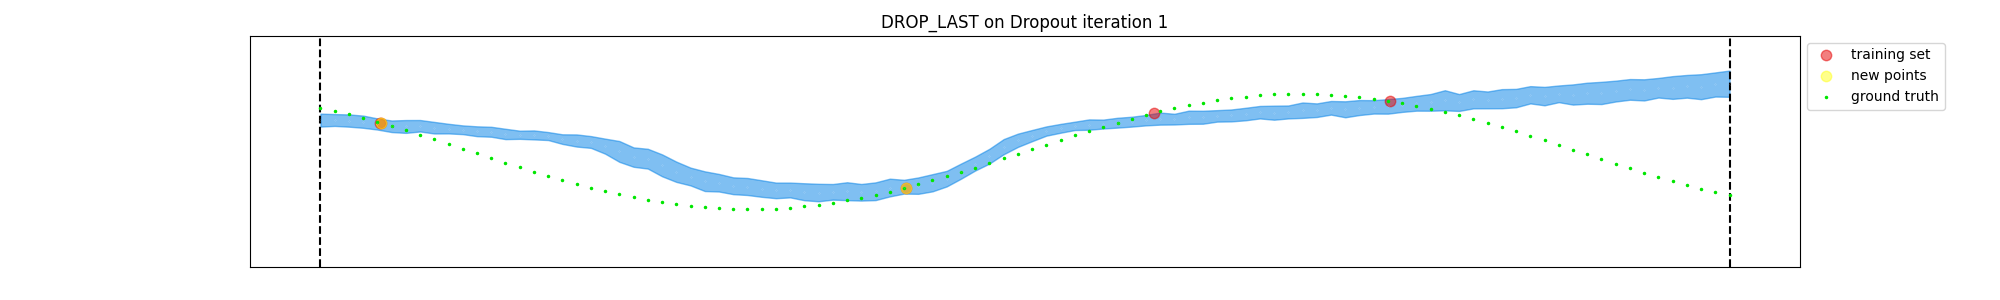 DROP_LAST on Dropout iteration 1
training set
new points
ground truth